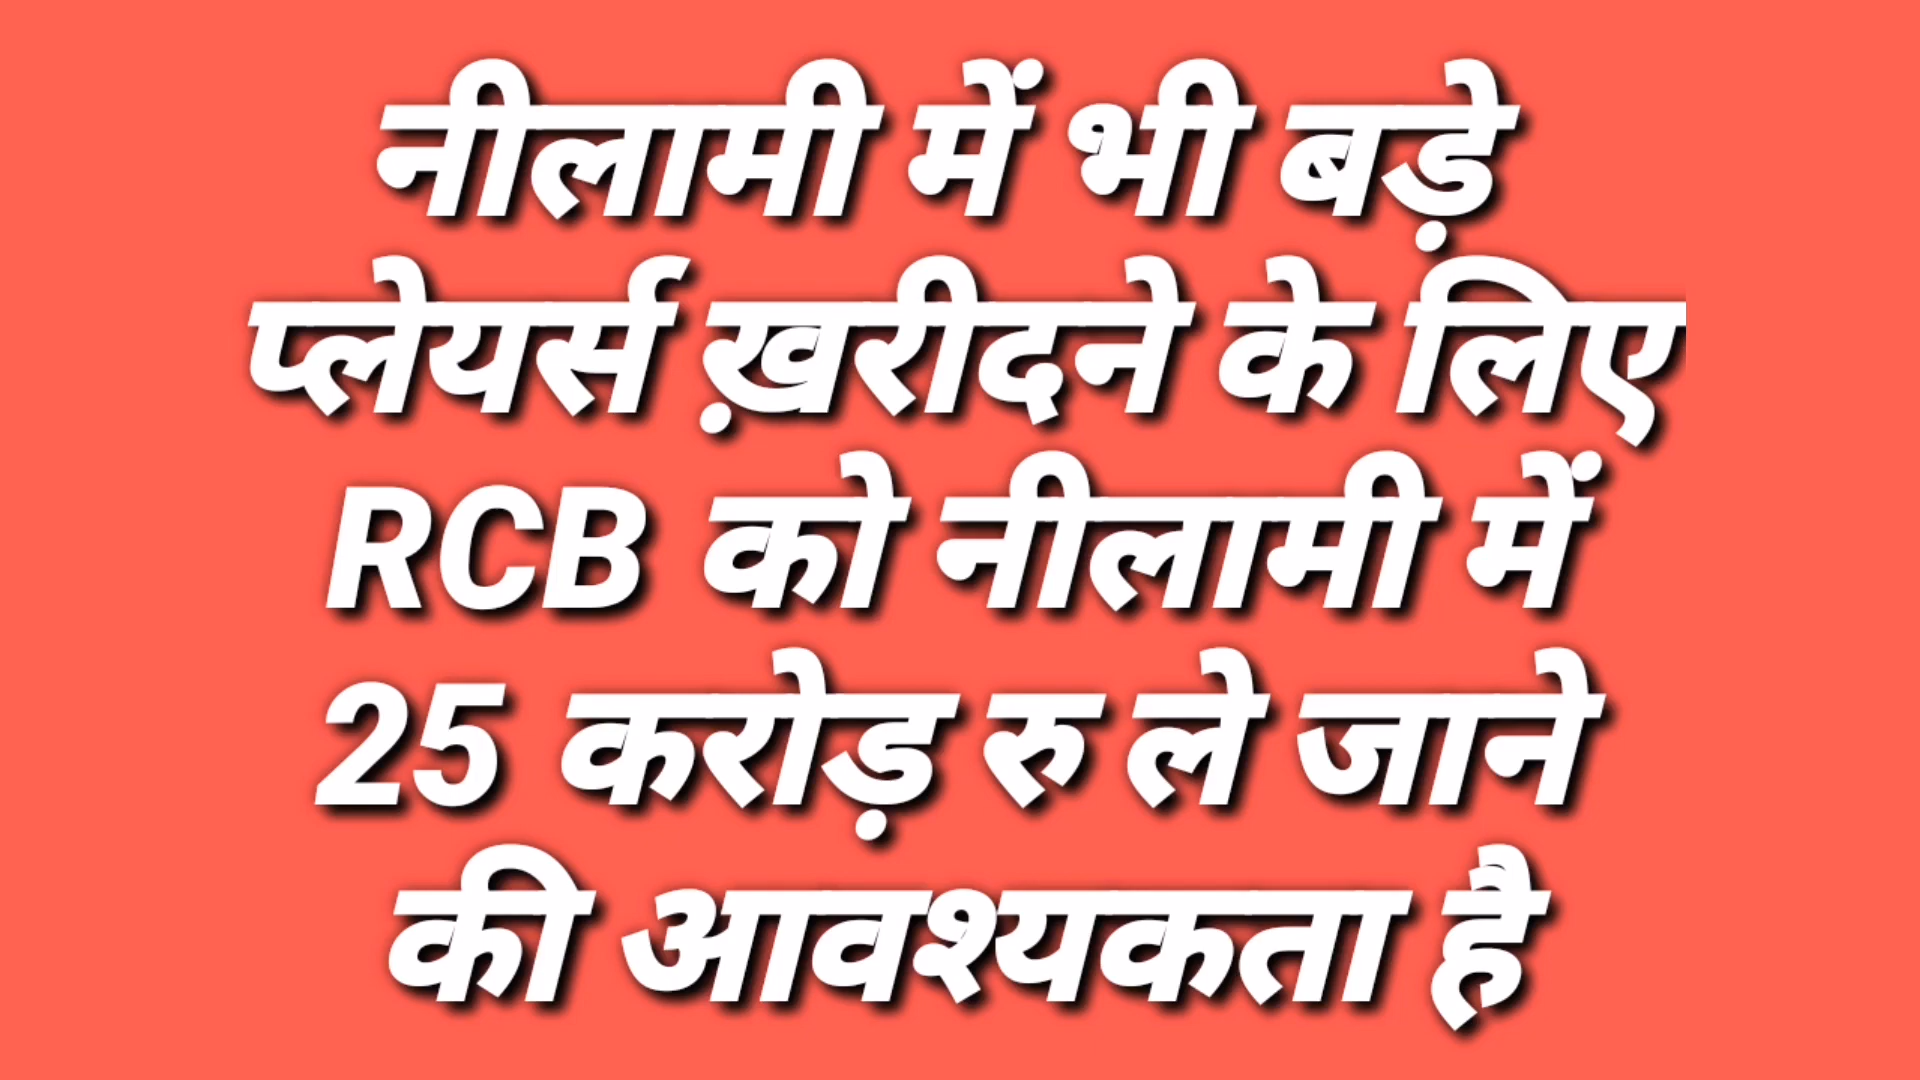 नीलामी में भी बड़े
प्लेयर्स ख़रीदने के लिए
RCB को नीलामी में
25 करोड़ रु ले जाने
की आवश्यकता है